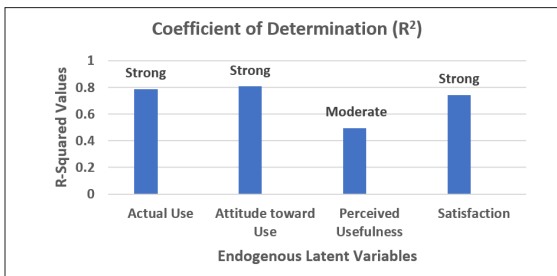 Coefficient of Determination (R²)
R-Squared Values
1
0.8
0.6
0.4
0.2
0
Strong
Strong
Moderate
Strong
Actual Use
Attitude toward
Use
Perceived
Usefulness
Satisfaction
Endogenous Latent Variables